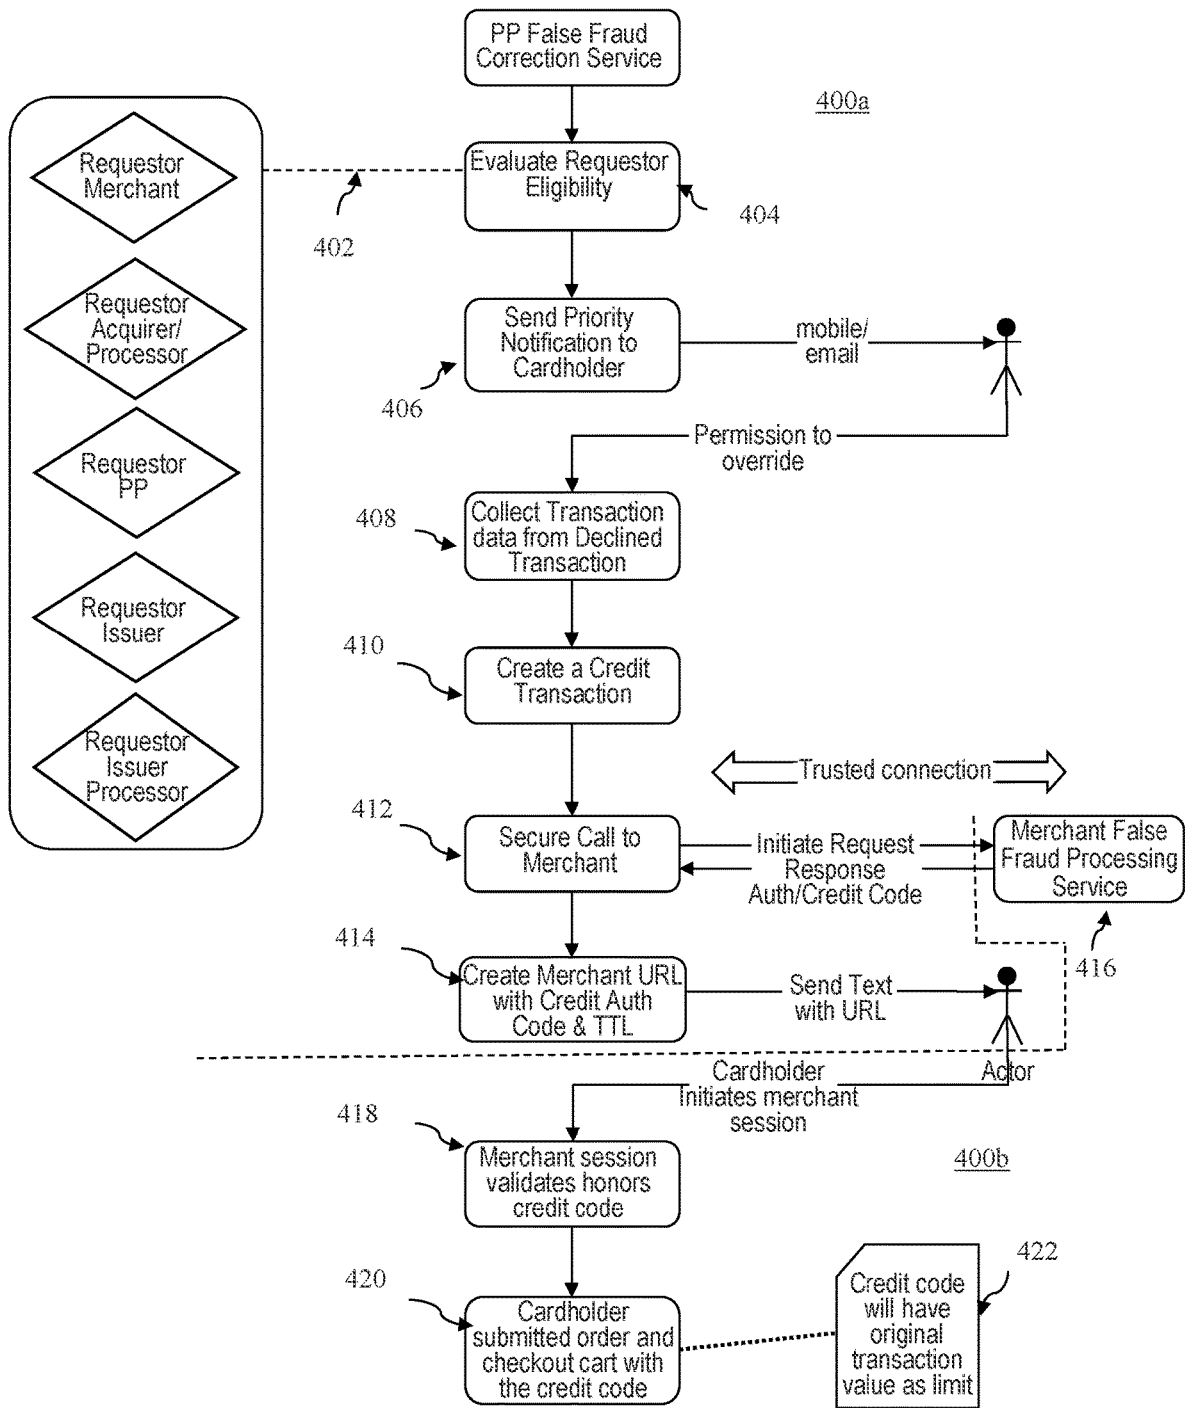 PP False Fraud
Correction Service
400a
Requestor
Merchant
Evaluate Requestor
Eligibility
402
404
Requestor
Acquirer/
Processor
Send Priority
Notification to
Cardholder
mobile/
email
406
Permission to
override
Requestor
PP
408
Collect Transaction
data from Declined
Transaction
Requestor
Issuer
410
Create a Credit
Transaction
Requestor
Issuer
Processor
Trusted connection
412
Secure Call to
Merchant
Initiate Request
Response
Auth/Credit Code
Merchant False
Fraud Processing
Service
416
414
Create Merchant URL
with Credit Auth
Code & TTL
Send Text
with URL
Actor
Cardholder
Initiates merchant
session
418
Merchant session
validates honors
credit code
400b
420
Cardholder
submitted order and
checkout cart with
the credit code
422
Credit code
will have
original
transaction
value as limit